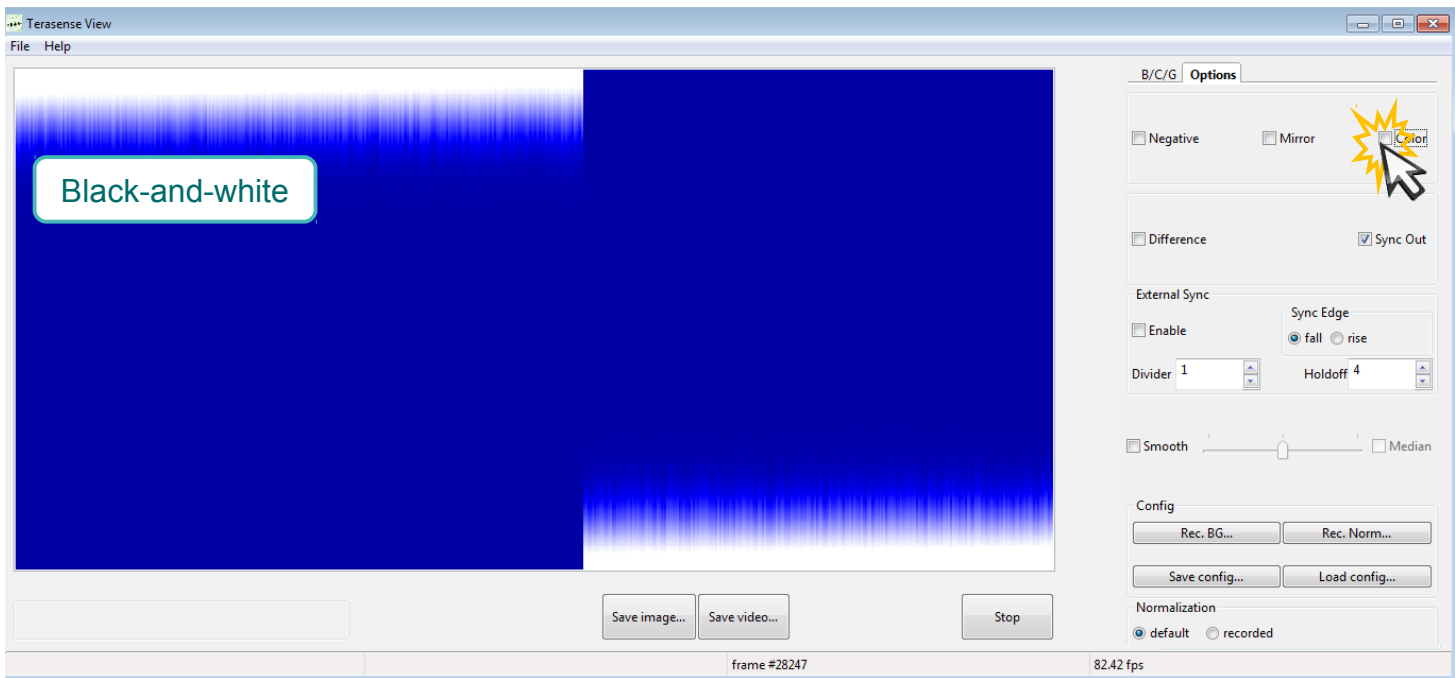 Terasense View
File Help
B/C/G Options
Negative Mirror Color
Black-and-white
Difference Sync Out
External Sync
Sync Edge
Enable
fall rise
Divider 1 Holdoff 4
Smooth Median
Config
Rec. BG... Rec. Norm...
Save config... Load config...
Save image... Save video... Stop
Normalization
default recorded
frame #28247 82.42 fps